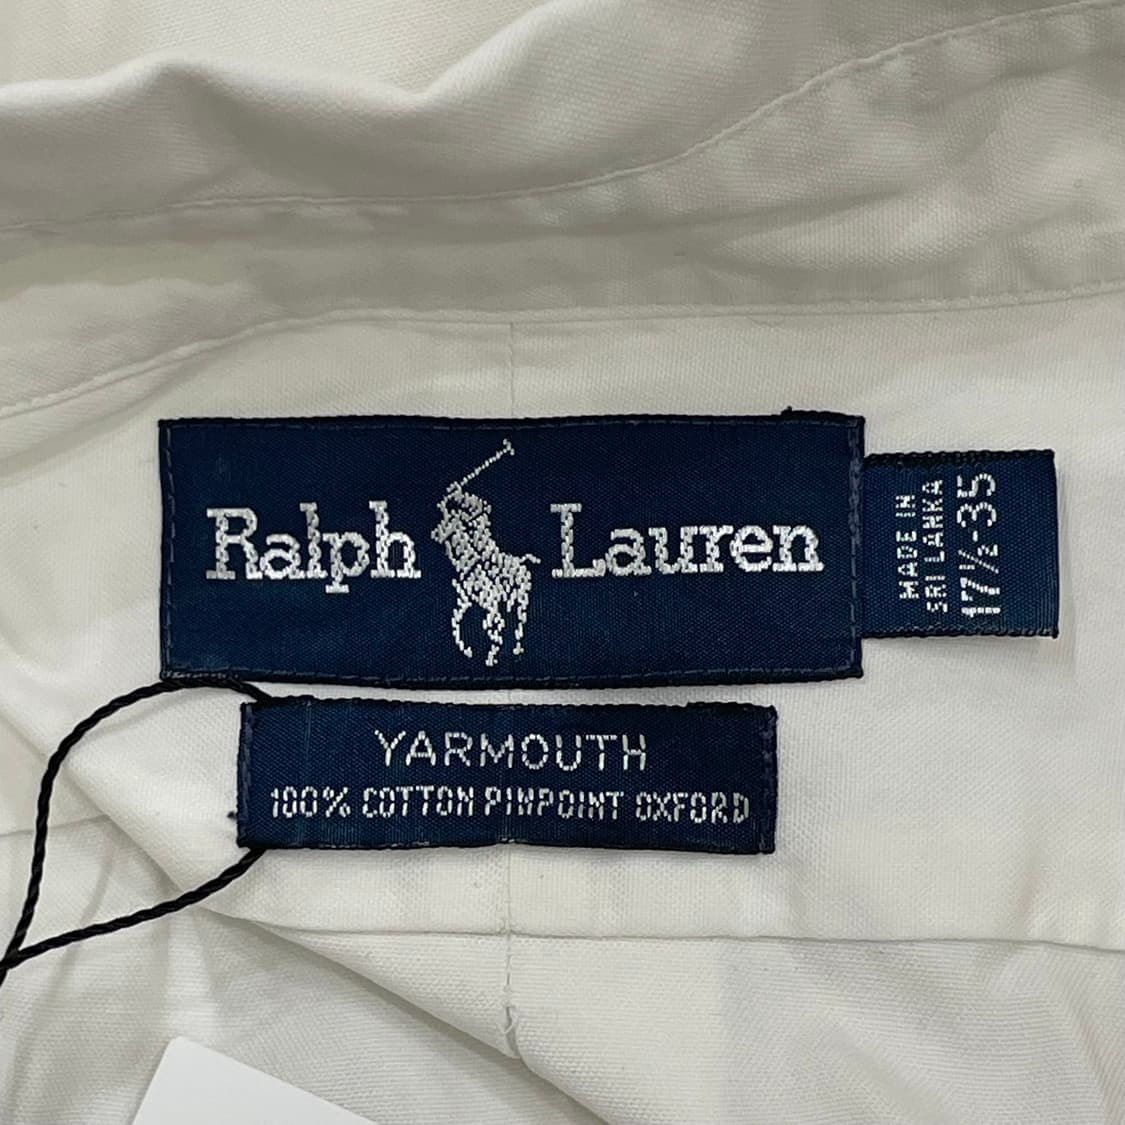 Ralph Lauren
MADE IN
SRI LANKA
17½-35
YARMOUTH
100% COTTON PINPOINT OXFORD